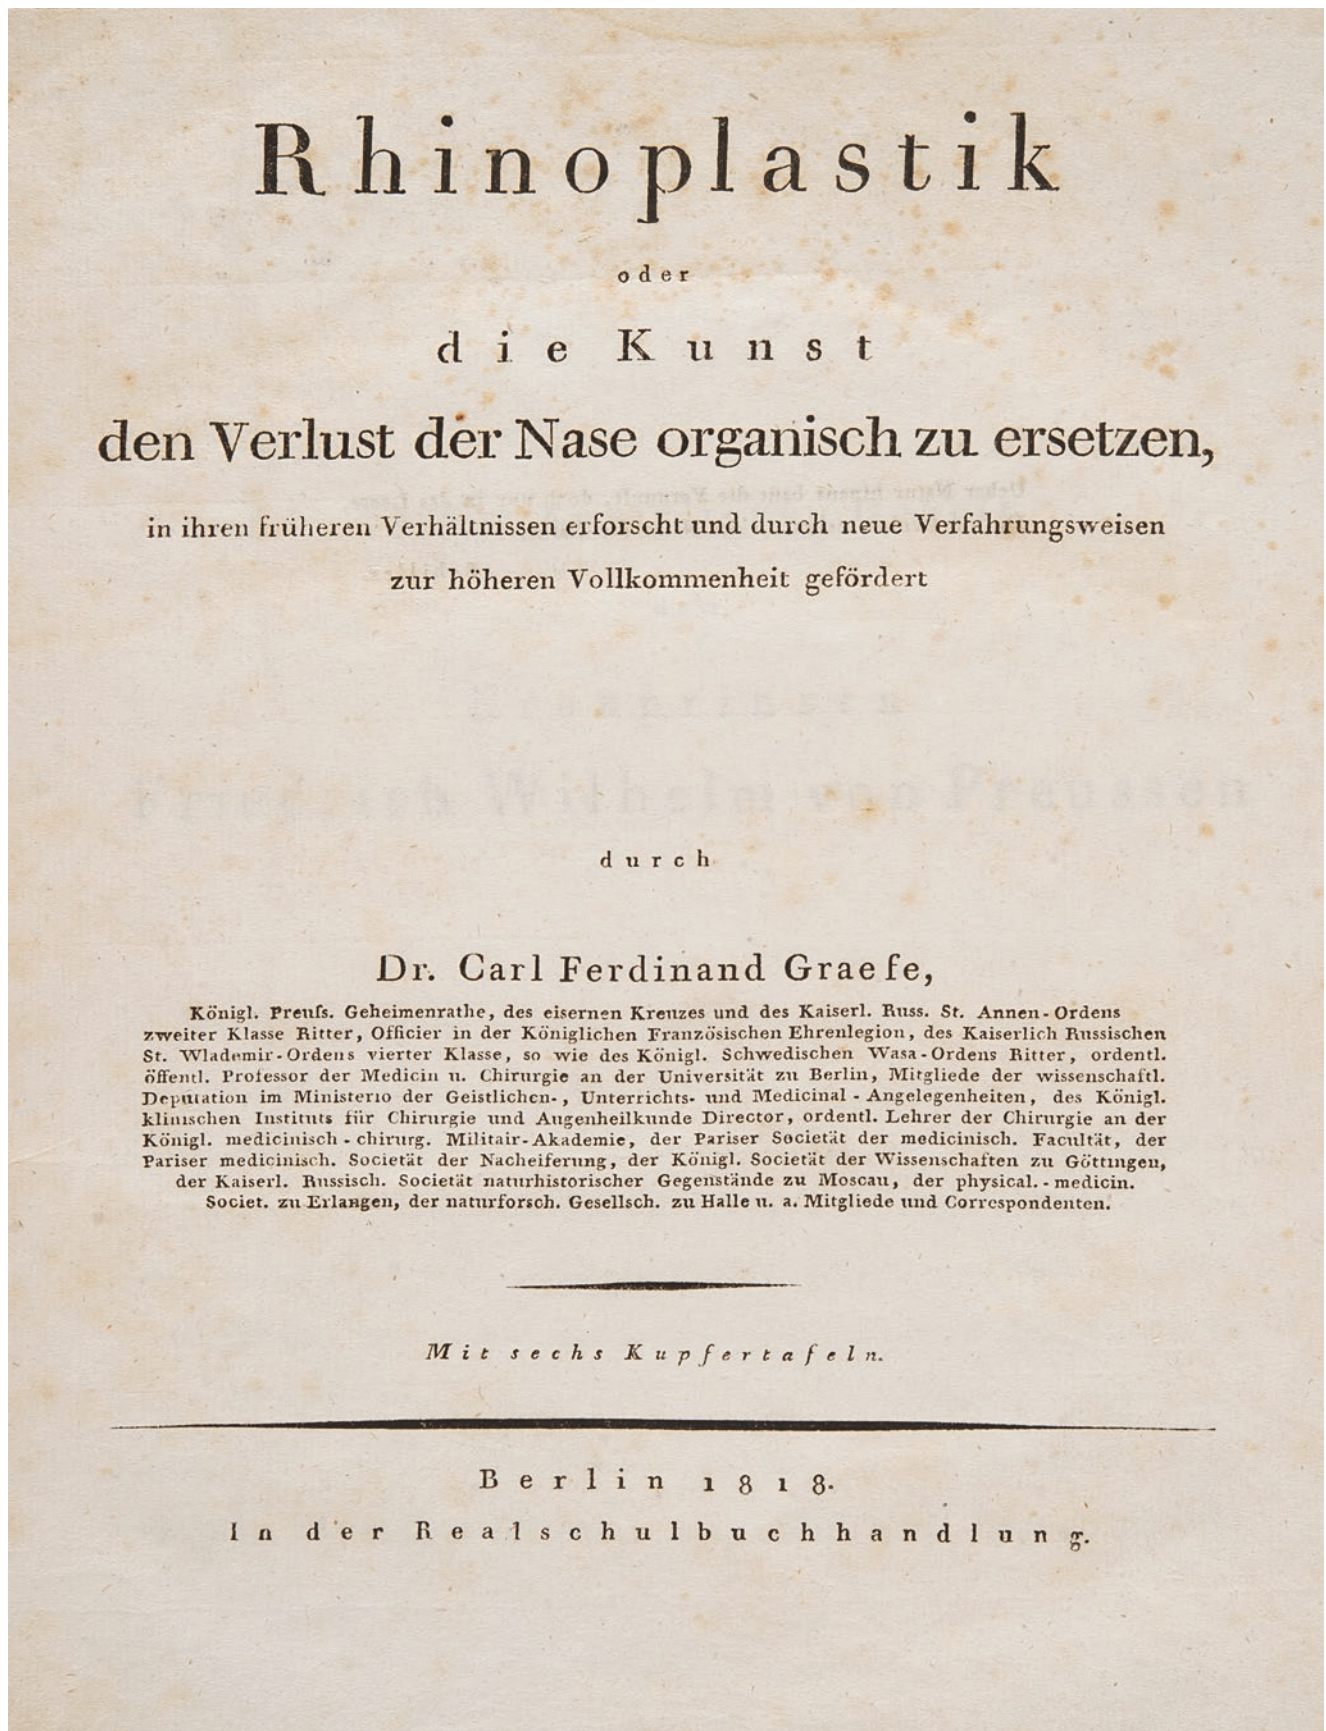 Rhinoplastik
oder
die Kunst
den Verlust der Nase organisch zu ersetzen,
in ihren früheren Verhältnissen erforscht und durch neue Verfahrungsweisen
zur höheren Vollkommenheit gefördert
durch
Dr. Carl Ferdinand Graefe,
Königl. Preuſs. Geheimenrathe, des eisernen Kreuzes und des Kaiserl. Russ. St. Annen-Ordens
zweiter Klasse Ritter, Officier in der Königlichen Französischen Ehrenlegion, des Kaiserlich Russischen
St. Wlademir-Ordens vierter Klasse, so wie des Königl. Schwedischen Wasa-Ordens Ritter, ordentl.
öffentl. Professor der Medicin u. Chirurgie an der Universität zu Berlin, Mitgliede der wissenschaftl.
Deputation im Ministerio der Geistlichen-, Unterrichts- und Medicinal-Angelegenheiten, des Königl.
klinischen Instituts für Chirurgie und Augenheilkunde Director, ordentl. Lehrer der Chirurgie an der
Königl. medicinisch-chirurg. Militair-Akademie, der Pariser Societät der medicinisch. Facultät, der
Pariser medicinisch. Societät der Nacheiferung, der Königl. Societät der Wissenschaften zu Göttingen,
der Kaiserl. Russisch. Societät naturhistorischer Gegenstände zu Moscau, der physical.-medicin.
Societ. zu Erlangen, der naturforsch. Gesellsch. zu Halle u. a. Mitgliede und Correspondenten.
Mit sechs Kupfertafeln.
Berlin 1818.
In der Realschulbuchhandlung.